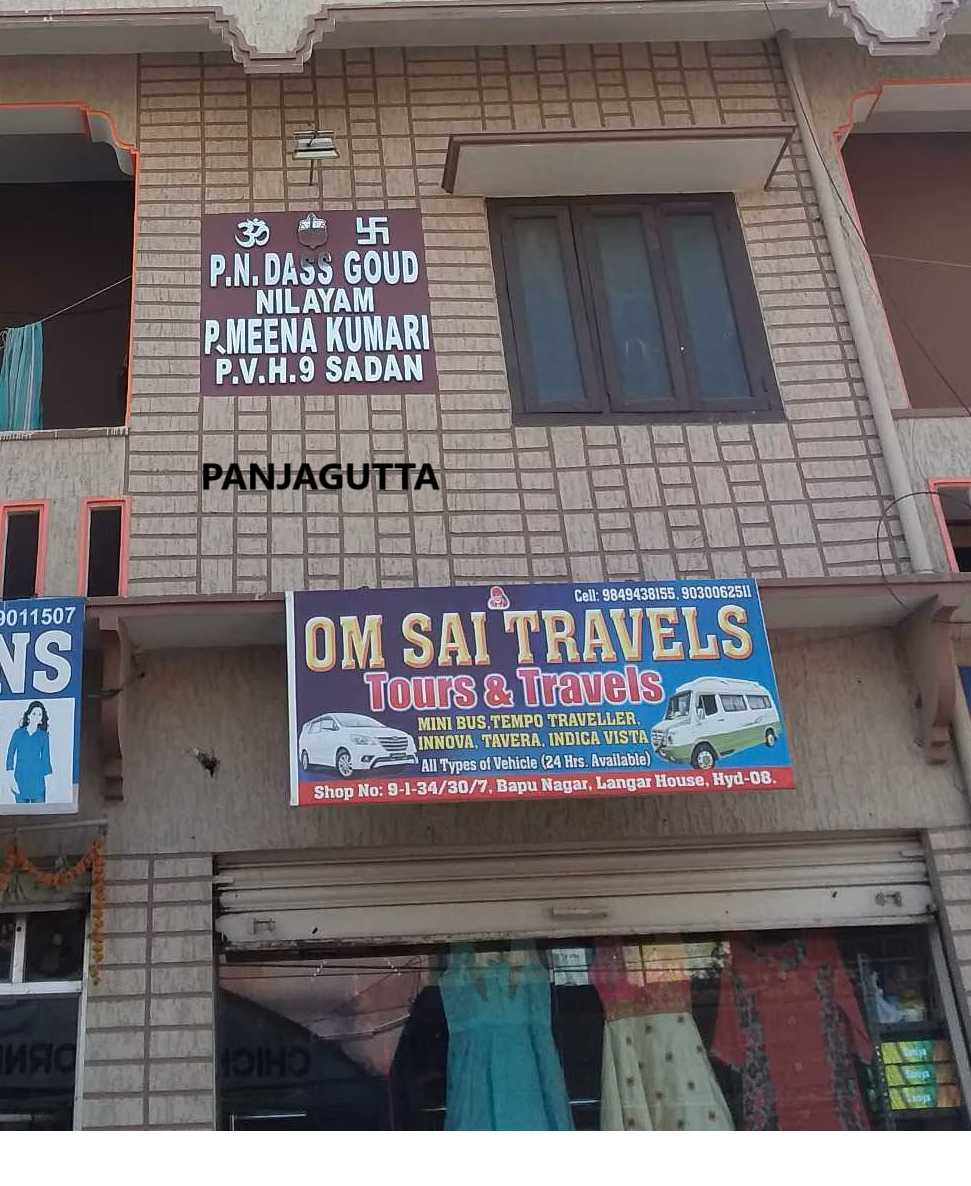 ॐ 卐
P.N. DASS GOUD
NILAYAM
P.MEENA KUMARI
P.V.H.9 SADAN
PANJAGUTTA
9011507
NS
Cell: 9849438155, 9030062511
OM SAI TRAVELS
Tours & Travels
MINI BUS,TEMPO TRAVELLER,
INNOVA, TAVERA, INDICA VISTA
All Types of Vehicle (24 Hrs. Available)
Shop No: 9-1-34/30/7, Bapu Nagar, Langar House, Hyd-08.